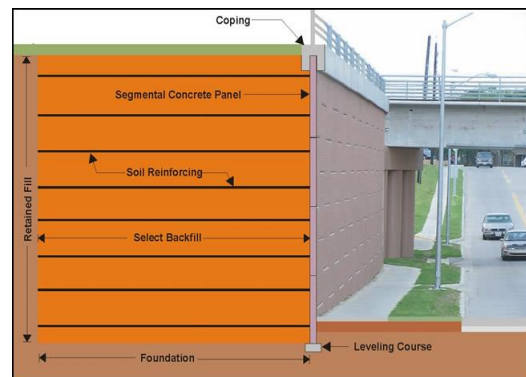 Coping
Segmental Concrete Panel
Soil Reinforcing
Retained Fill
Select Backfill
Leveling Course
Foundation